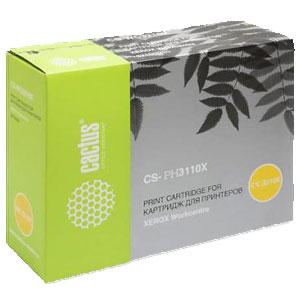 cactus
CS- PH3110X
PRINT CARTRIDGE FOR
КАРТРИДЖ ДЛЯ ПРИНТЕРОВ
XEROX Workcentre